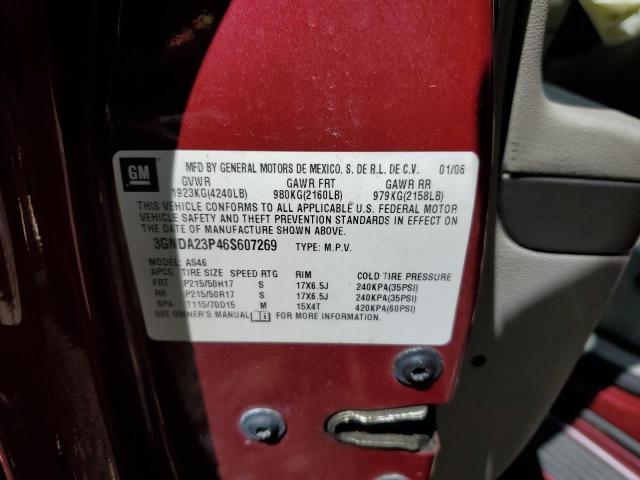 GM
MFD BY GENERAL MOTORS DE MEXICO, S. DE R.L. DE C.V. 01/06
GVWR GAWR FRT GAWR RR
1923KG(4240LB) 980KG(2160LB) 979KG(2158LB)
THIS VEHICLE CONFORMS TO ALL APPLICABLE U.S. FEDERAL MOTOR
VEHICLE SAFETY AND THEFT PREVENTION STANDARDS IN EFFECT ON
THE DATE OF MANUFACTURE SHOWN ABOVE.
3GNDA23P46S607269 TYPE: M.P.V.
AS46
APCG TIRE SIZE SPEED RTG RIM COLD TIRE PRESSURE
FRT P215/50H17 S 17X6.5J 240KPA(35PSI)
RR P215/50R17 S 17X6.5J 240KPA(35PSI)
SPA T115/70D15 M 15X4T 420KPA(60PSI)
SEE OWNER'S MANUAL FOR MORE INFORMATION.